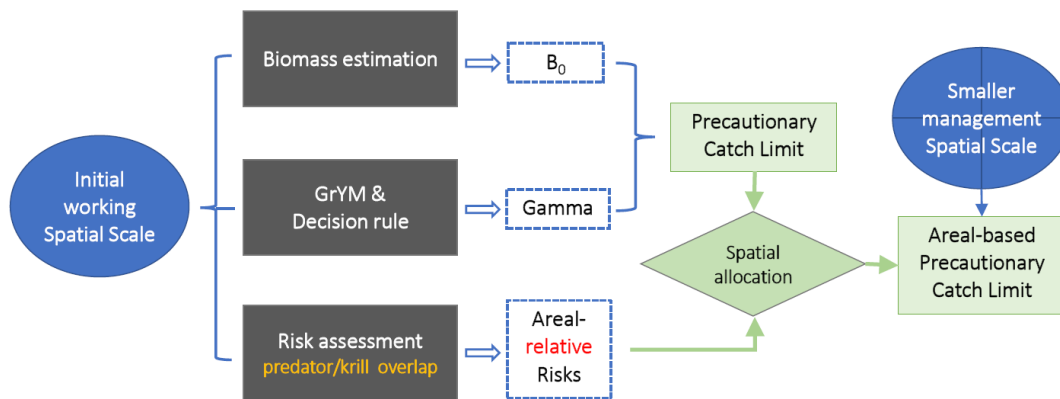 Initial
working
Spatial Scale
Biomass estimation
B₀
GrYM &
Decision rule
Gamma
Risk assessment
predator/krill overlap
Areal-
relative
Risks
Precautionary
Catch Limit
Spatial
allocation
Smaller
management
Spatial Scale
Areal-based
Precautionary
Catch Limit